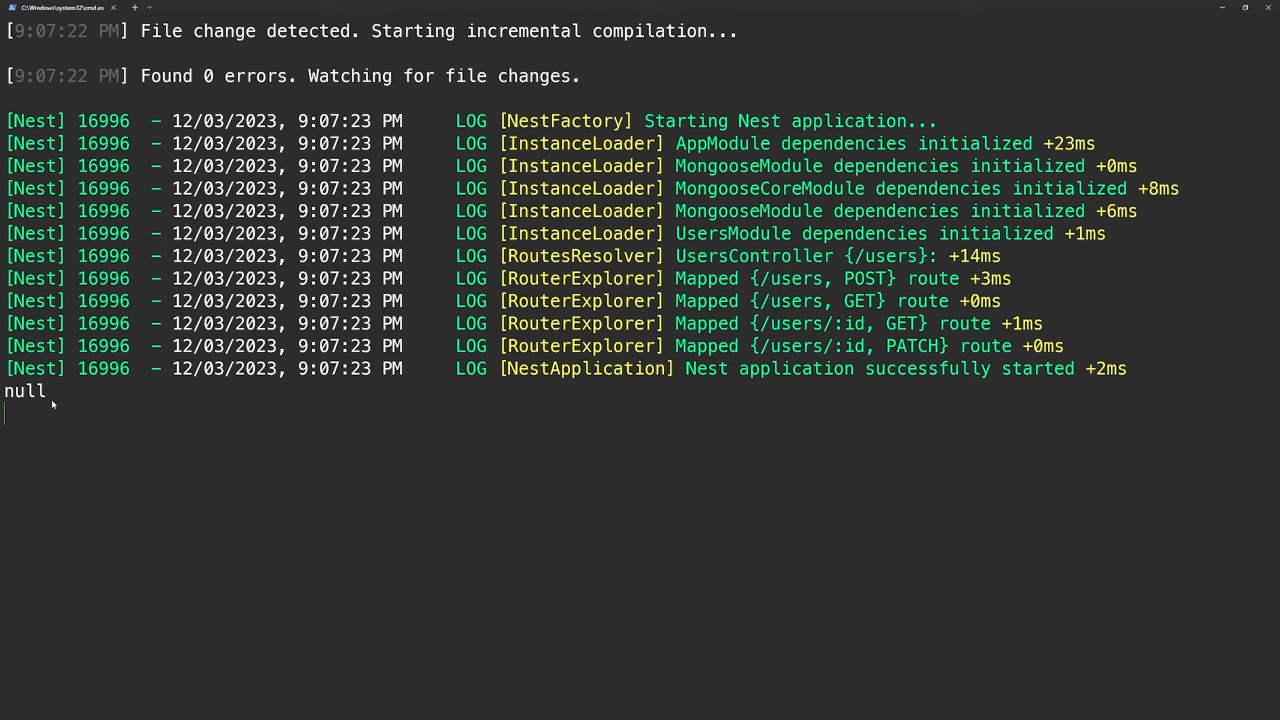 C:\Windows\system32\cmd.ex
[9:07:22 PM] File change detected. Starting incremental compilation...
[9:07:22 PM] Found 0 errors. Watching for file changes.
[Nest] 16996  - 12/03/2023, 9:07:23 PM     LOG [NestFactory] Starting Nest application...
[Nest] 16996  - 12/03/2023, 9:07:23 PM     LOG [InstanceLoader] AppModule dependencies initialized +23ms
[Nest] 16996  - 12/03/2023, 9:07:23 PM     LOG [InstanceLoader] MongooseModule dependencies initialized +0ms
[Nest] 16996  - 12/03/2023, 9:07:23 PM     LOG [InstanceLoader] MongooseCoreModule dependencies initialized +8ms
[Nest] 16996  - 12/03/2023, 9:07:23 PM     LOG [InstanceLoader] MongooseModule dependencies initialized +6ms
[Nest] 16996  - 12/03/2023, 9:07:23 PM     LOG [InstanceLoader] UsersModule dependencies initialized +1ms
[Nest] 16996  - 12/03/2023, 9:07:23 PM     LOG [RoutesResolver] UsersController {/users}: +14ms
[Nest] 16996  - 12/03/2023, 9:07:23 PM     LOG [RouterExplorer] Mapped {/users, POST} route +3ms
[Nest] 16996  - 12/03/2023, 9:07:23 PM     LOG [RouterExplorer] Mapped {/users, GET} route +0ms
[Nest] 16996  - 12/03/2023, 9:07:23 PM     LOG [RouterExplorer] Mapped {/users/:id, GET} route +1ms
[Nest] 16996  - 12/03/2023, 9:07:23 PM     LOG [RouterExplorer] Mapped {/users/:id, PATCH} route +0ms
[Nest] 16996  - 12/03/2023, 9:07:23 PM     LOG [NestApplication] Nest application successfully started +2ms
null